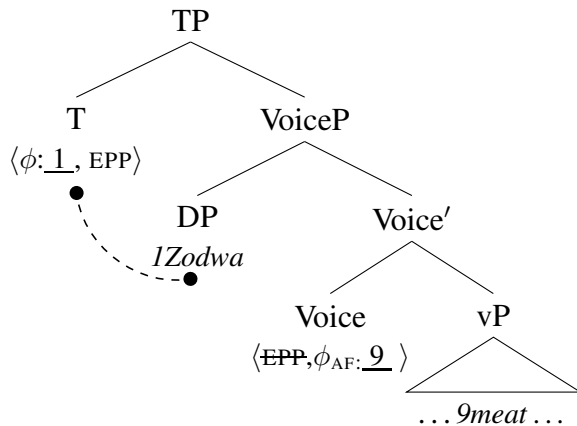 TP
T VoiceP
⟨ϕ: 1 , EPP⟩
DP Voice′
1Zodwa
Voice vP
⟨EPP,ϕAF: 9 ⟩
... 9meat ...